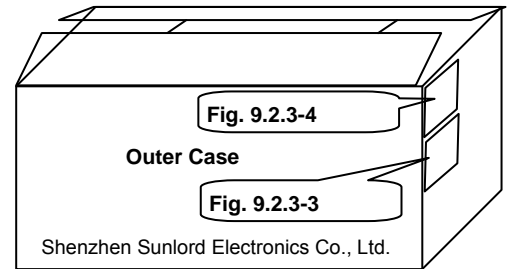 Fig. 9.2.3-4
Outer Case
Fig. 9.2.3-3
Shenzhen Sunlord Electronics Co., Ltd.